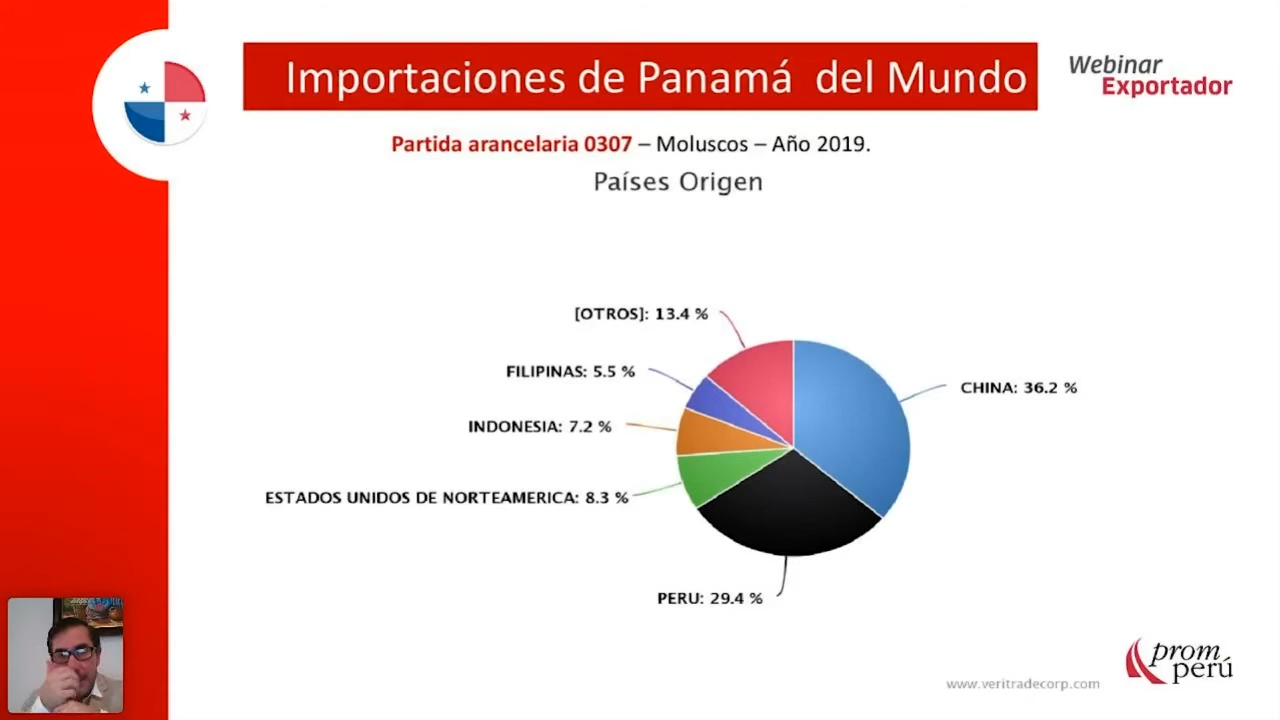 Importaciones de Panamá del Mundo
Webinar
Exportador
Partida arancelaria 0307 – Moluscos – Año 2019.
Países Origen
[OTROS]: 13.4 %
FILIPINAS: 5.5 %
CHINA: 36.2 %
INDONESIA: 7.2 %
ESTADOS UNIDOS DE NORTEAMERICA: 8.3 %
PERU: 29.4 %
prom
perú
www.veritradecorp.com